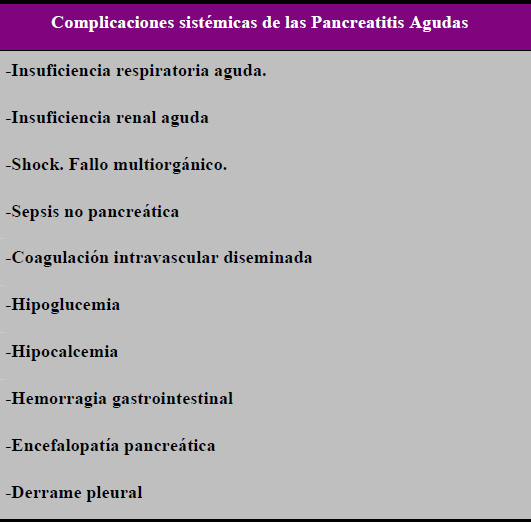 Complicaciones sistémicas de las Pancreatitis Agudas
-Insuficiencia respiratoria aguda.
-Insuficiencia renal aguda
-Shock. Fallo multiorgánico.
-Sepsis no pancreática
-Coagulación intravascular diseminada
-Hipoglucemia
-Hipocalcemia
-Hemorragia gastrointestinal
-Encefalopatía pancreática
-Derrame pleural